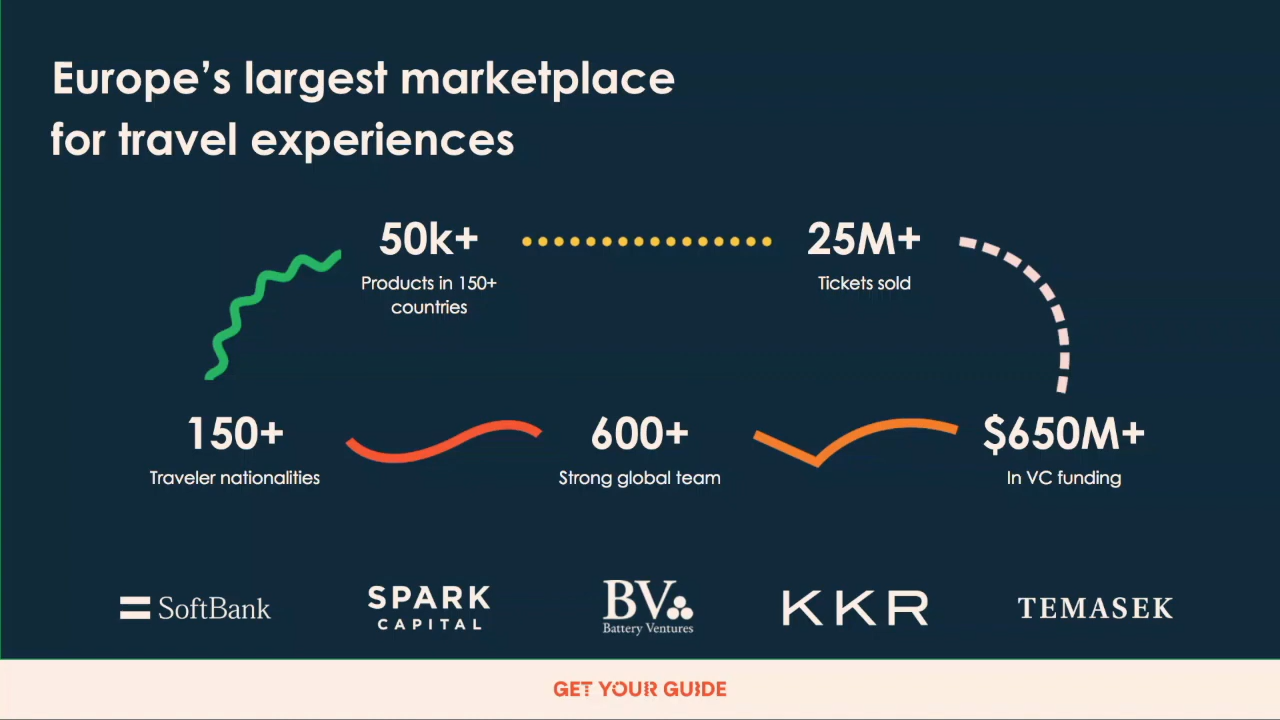 Europe’s largest marketplace
for travel experiences
50k+
Products in 150+
countries
25M+
Tickets sold
150+
Traveler nationalities
600+
Strong global team
$650M+
In VC funding
SoftBank
SPARK
CAPITAL
BV
Battery Ventures
KKR
TEMASEK
GET YOUR GUIDE